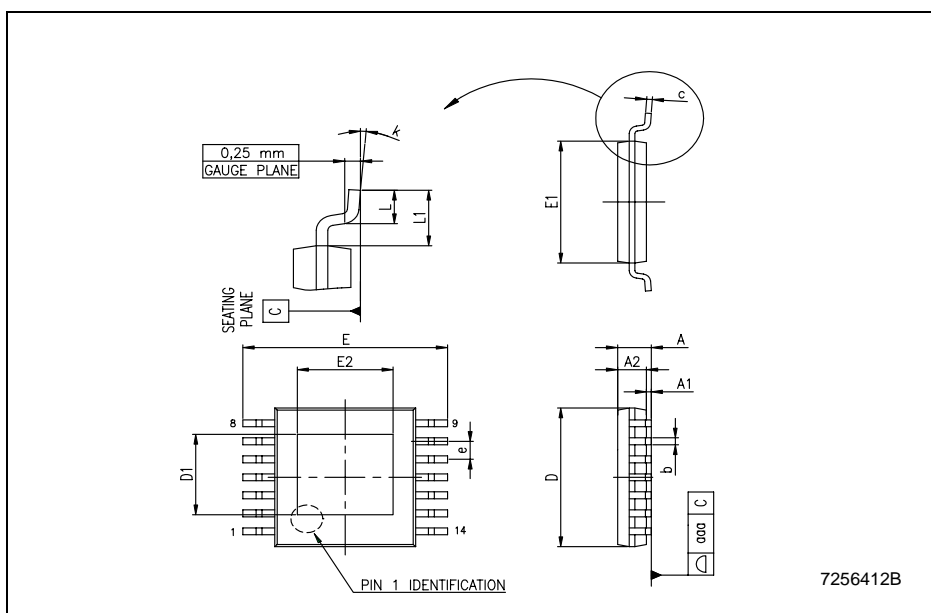 c
k
0,25 mm
GAUGE PLANE
L
L1
E1
SEATING
PLANE
C
E
A
E2
A2
A1
8
9
e
D1
D
b
1
14
aaa C
PIN 1 IDENTIFICATION
7256412B